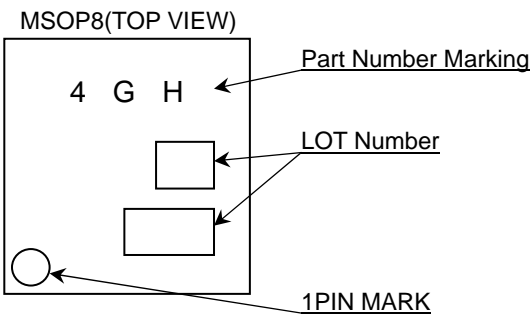 MSOP8(TOP VIEW)
Part Number Marking
4 G H
LOT Number
1PIN MARK